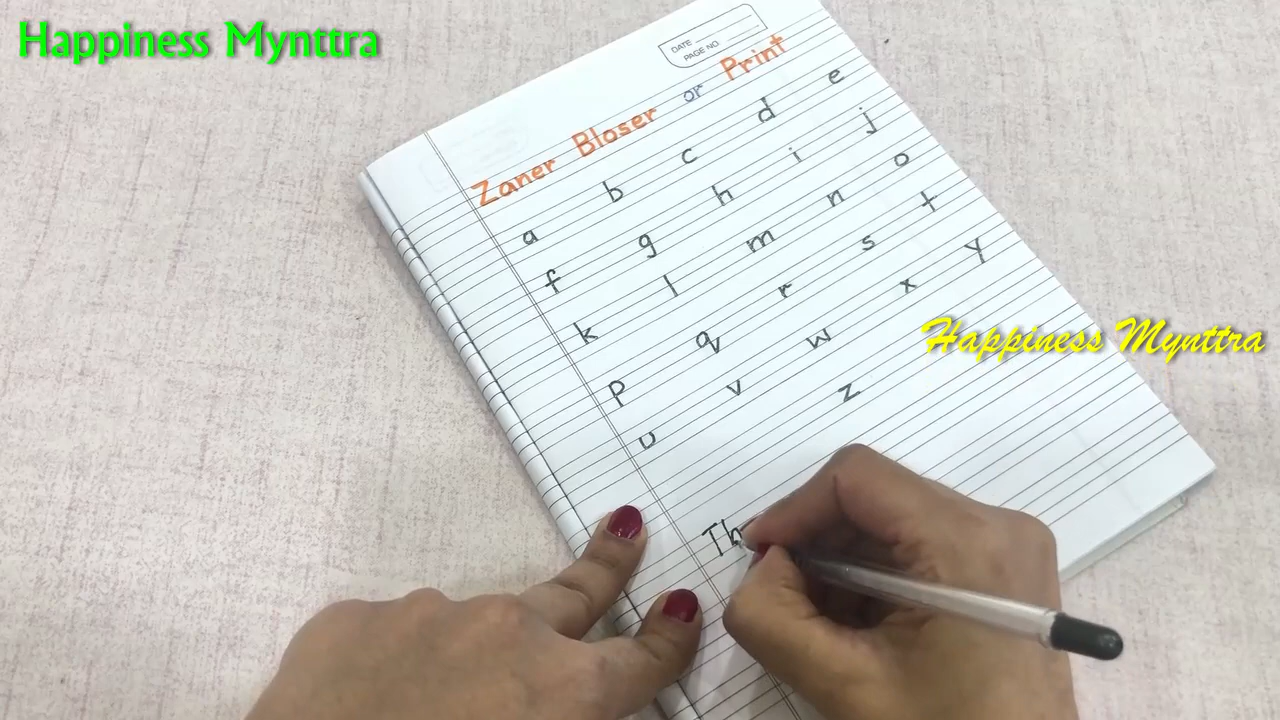 Happiness Mynttra
DATE
PAGE NO.
Zaner Bloser or Print
a b c d e
f g h i j
k l m n o
p q r s t
u v w x y
z
Happiness Mynttra
Th